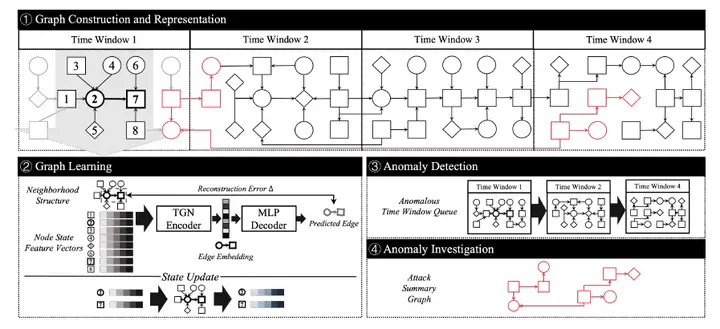 ① Graph Construction and Representation
Time Window 1
Time Window 2
Time Window 3
Time Window 4
3
4
6
1
2
7
5
8
② Graph Learning
Neighborhood
Structure
Reconstruction Error Δ
TGN
Encoder
MLP
Decoder
Predicted Edge
Edge Embedding
Node State
Feature Vectors
1
2
3
4
5
6
7
8
State Update
2
7
③ Anomaly Detection
Anomalous
Time Window Queue
Time Window 1
Time Window 2
Time Window 4
④ Anomaly Investigation
Attack
Summary
Graph